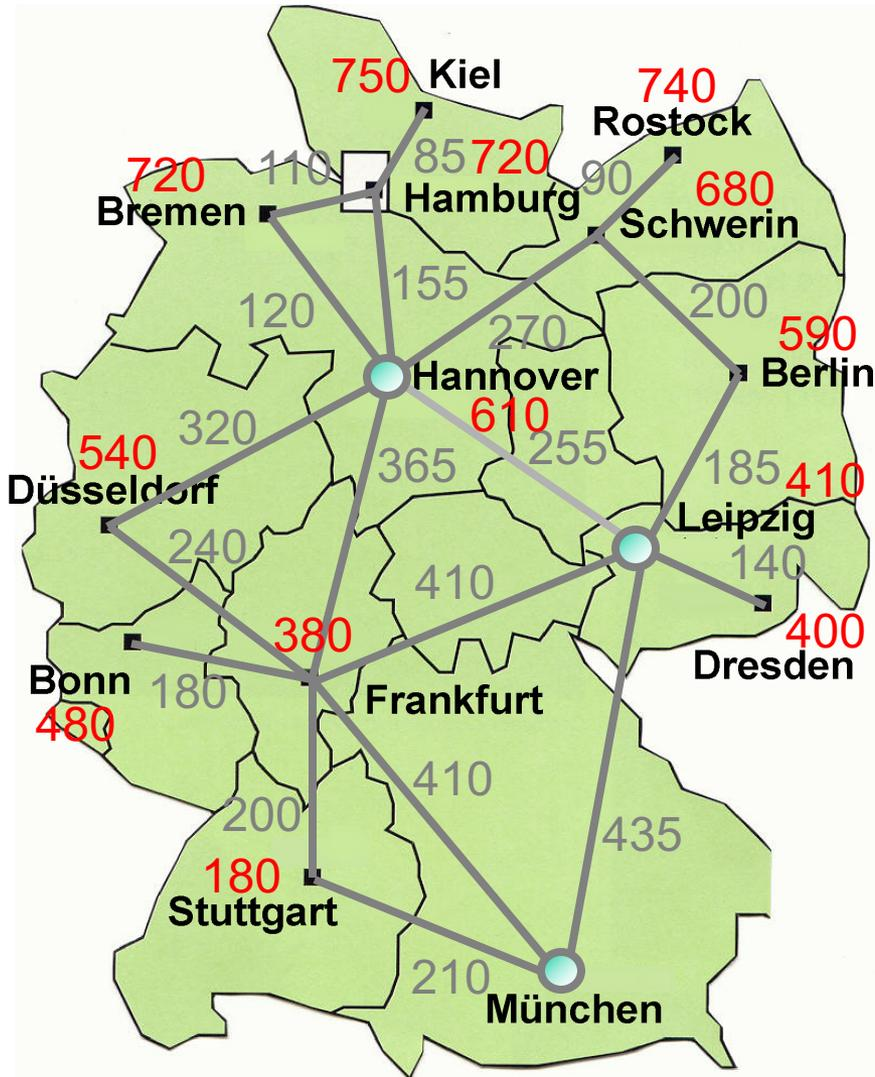 750 Kiel
740
Rostock
110
85
720
Hamburg
90
720
Bremen
680
Schwerin
155
120
270
200
590
Berlin
Hannover
610
320
365
255
185
410
Leipzig
540
Düsseldorf
240
410
140
400
Dresden
380
Frankfurt
Bonn
480
180
410
435
200
180
Stuttgart
210
München